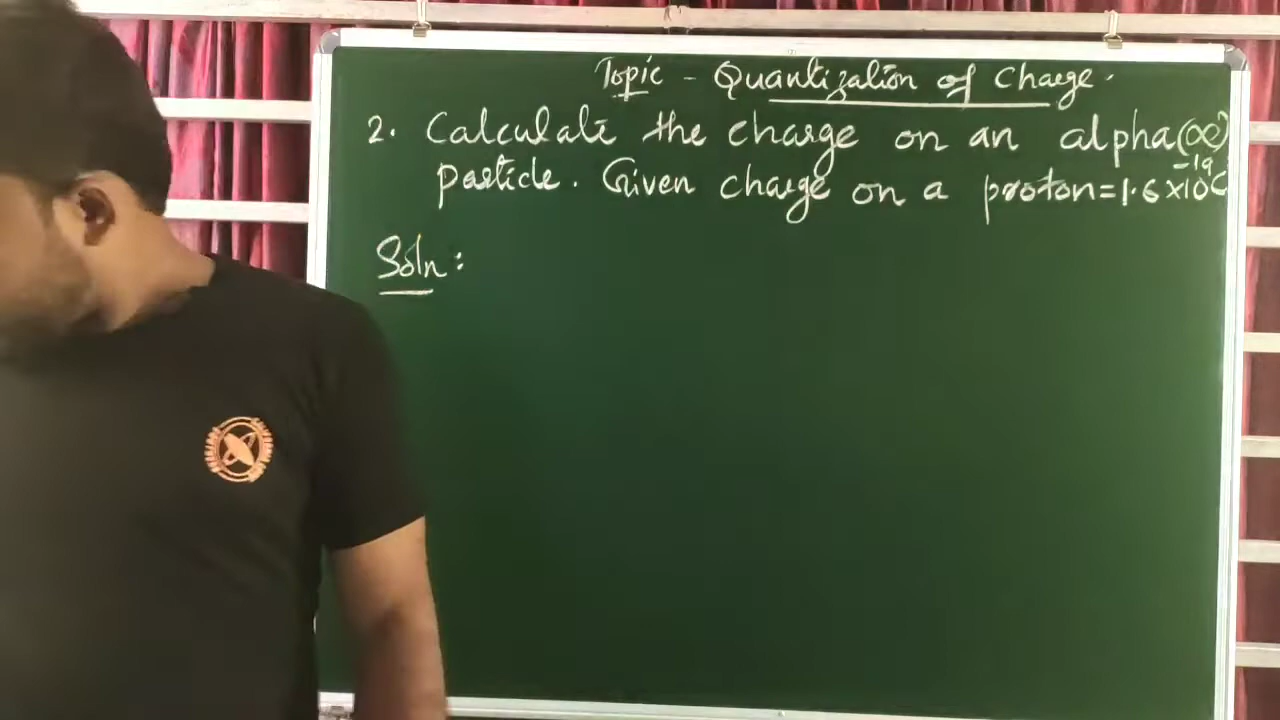 Topic - Quantization of Charge.
2. Calculate the charge on an alpha (α)
particle. Given charge on a proton = 1.6 × 10⁻¹⁹ C
Soln: